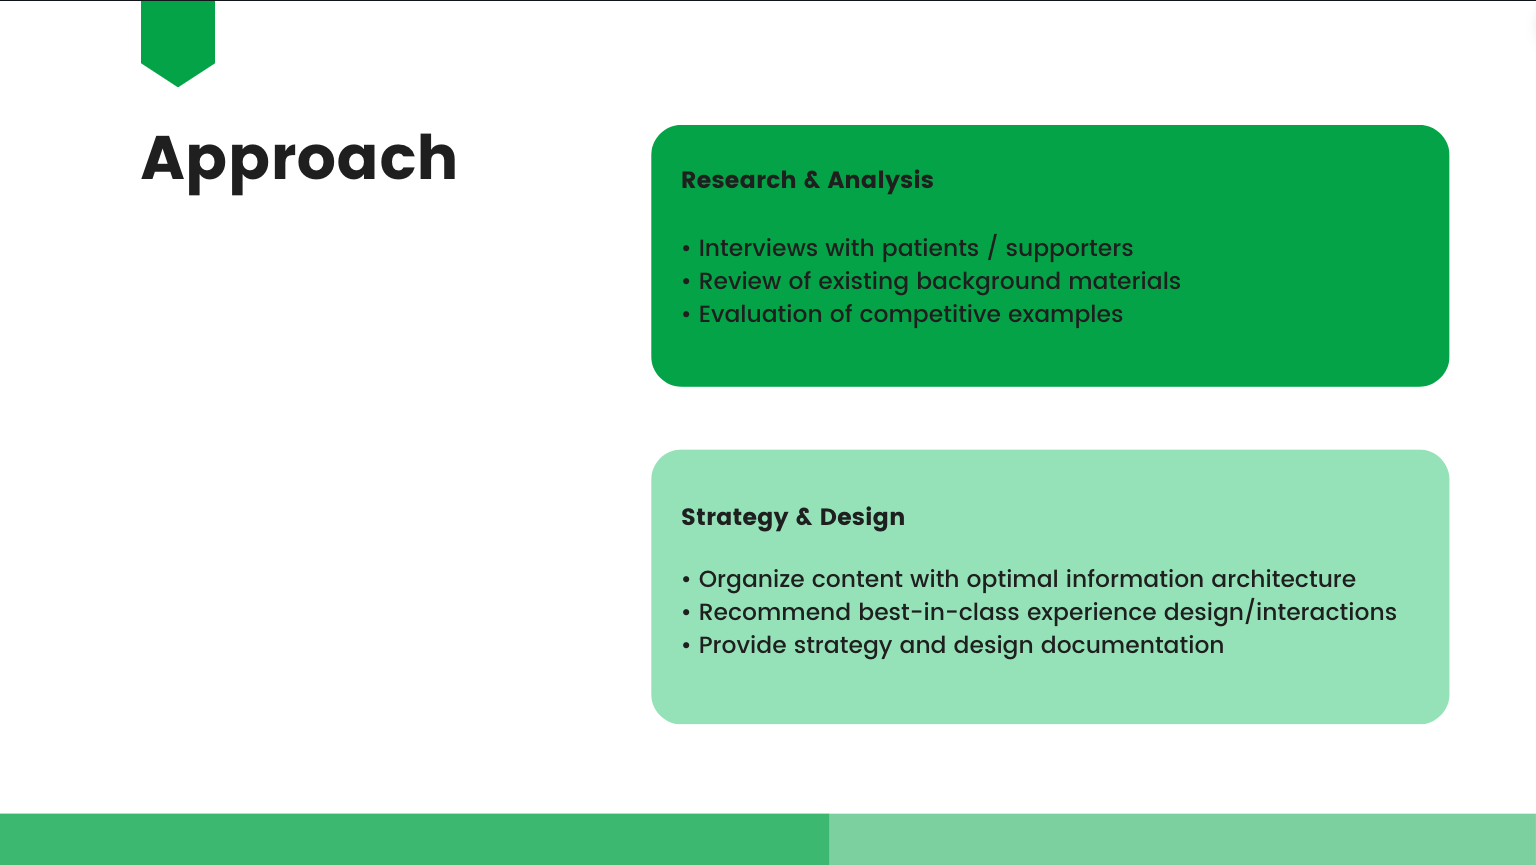 Approach
Research & Analysis
• Interviews with patients / supporters
• Review of existing background materials
• Evaluation of competitive examples
Strategy & Design
• Organize content with optimal information architecture
• Recommend best-in-class experience design/interactions
• Provide strategy and design documentation